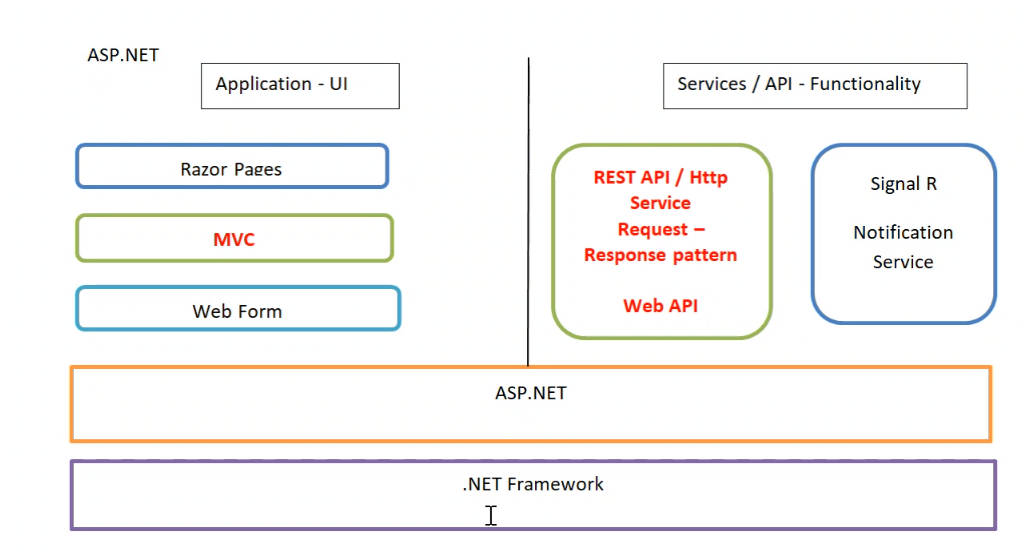 ASP.NET
Application - UI
Services / API - Functionality
Razor Pages
MVC
Web Form
REST API / Http
Service
Request –
Response pattern
Web API
Signal R
Notification
Service
ASP.NET
.NET Framework